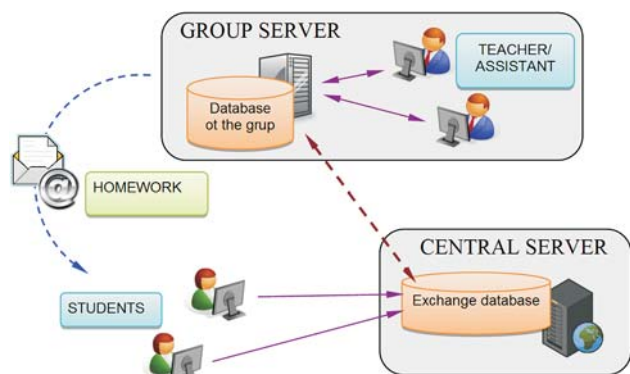 GROUP SERVER
TEACHER/
ASSISTANT
Database
ot the grup
@
HOMEWORK
CENTRAL SERVER
Exchange database
STUDENTS